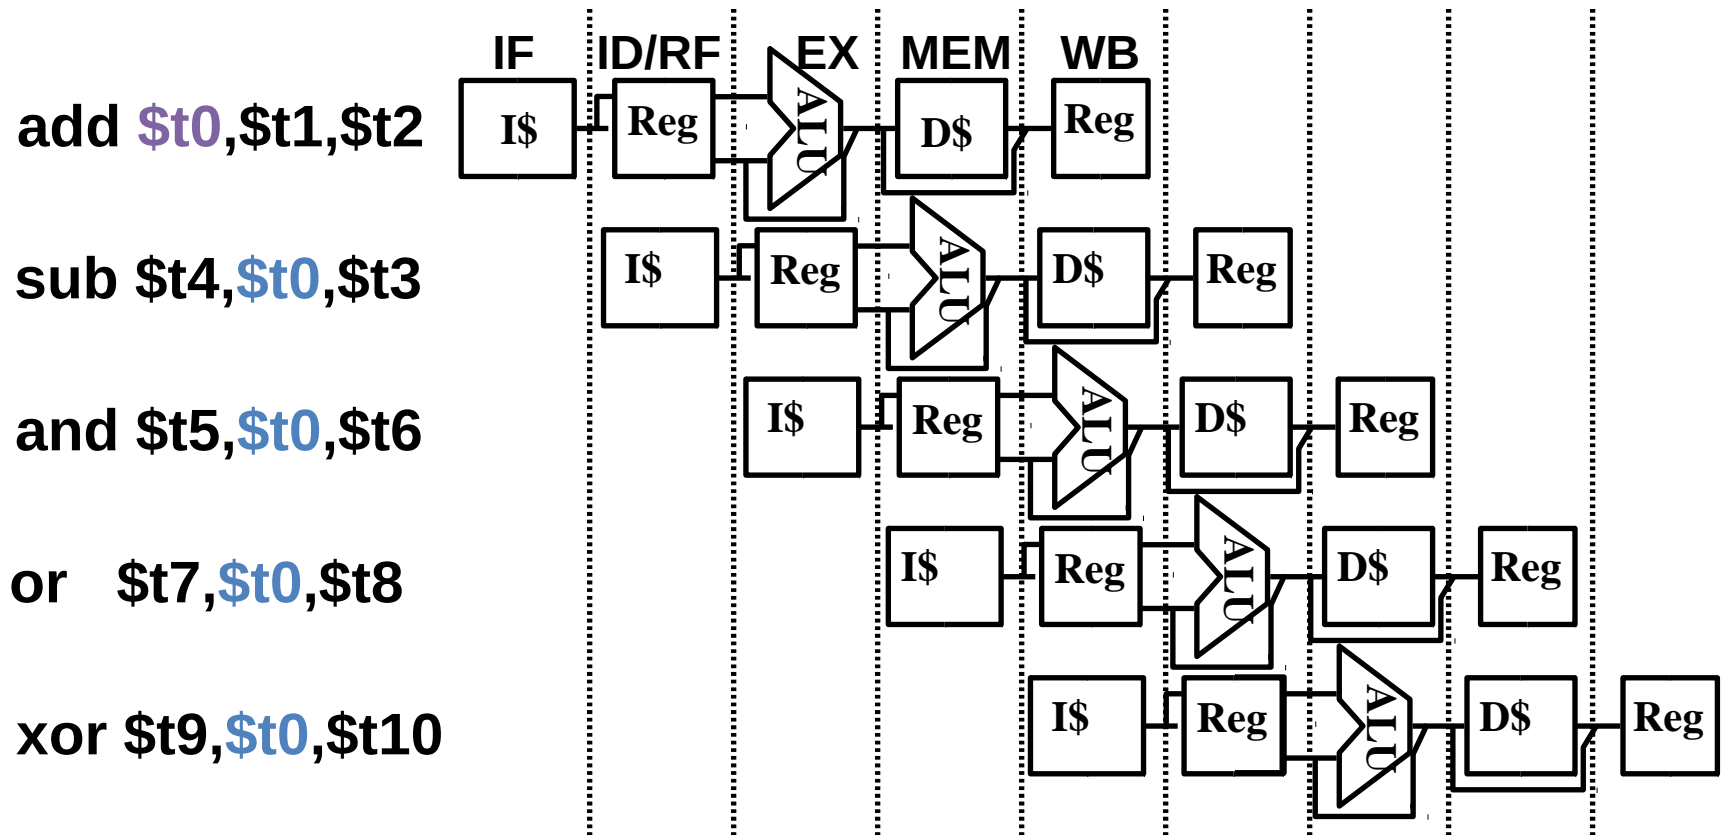 IF ID/RF EX MEM WB
add $t0,$t1,$t2 I$ Reg ALU D$ Reg
sub $t4,$t0,$t3 I$ Reg ALU D$ Reg
and $t5,$t0,$t6 I$ Reg ALU D$ Reg
or $t7,$t0,$t8 I$ Reg ALU D$ Reg
xor $t9,$t0,$t10 I$ Reg ALU D$ Reg